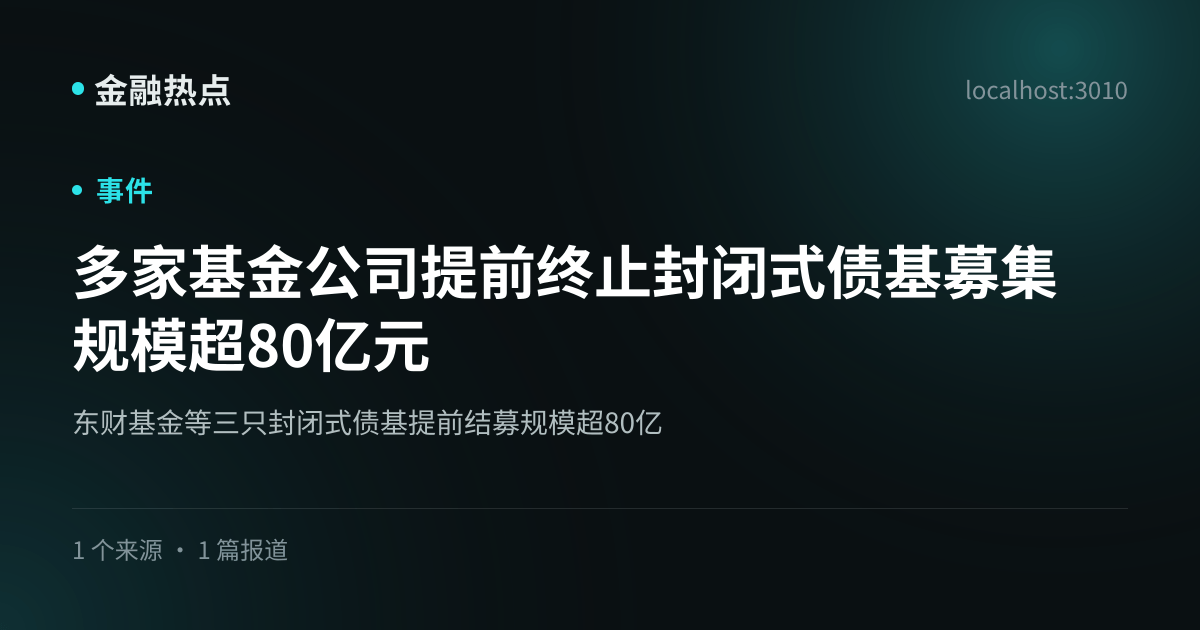 金融热点
localhost:3010
事件
多家基金公司提前终止封闭式债基募集
规模超80亿元
东财基金等三只封闭式债基提前结募规模超80亿
1 个来源 · 1 篇报道